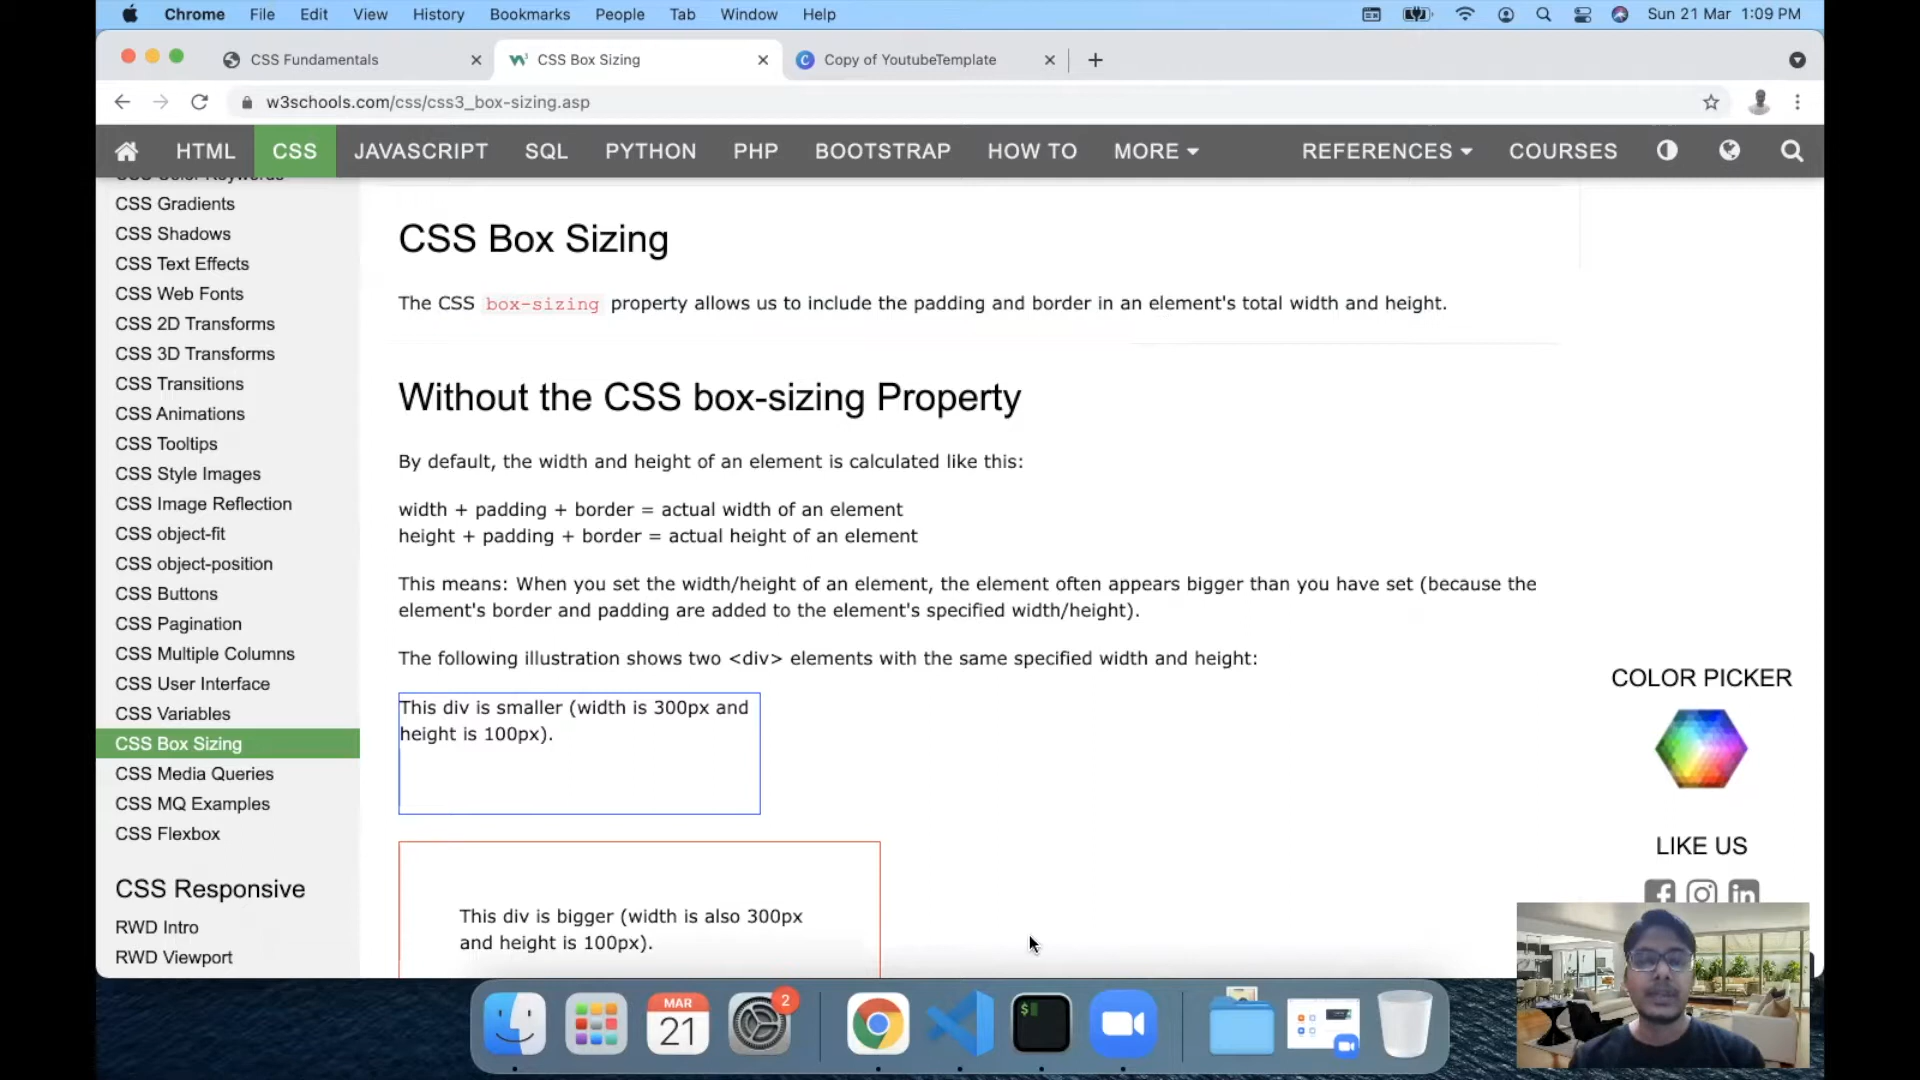 Chrome File Edit View History Bookmarks People Tab Window Help Sun 21 Mar 1:09 PM
CSS Fundamentals CSS Box Sizing Copy of YoutubeTemplate
w3schools.com/css/css3_box-sizing.asp
HTML CSS JAVASCRIPT SQL PYTHON PHP BOOTSTRAP HOW TO MORE REFERENCES COURSES
CSS Color Keywords
CSS Gradients
CSS Shadows
CSS Text Effects
CSS Web Fonts
CSS 2D Transforms
CSS 3D Transforms
CSS Transitions
CSS Animations
CSS Tooltips
CSS Style Images
CSS Image Reflection
CSS object-fit
CSS object-position
CSS Buttons
CSS Pagination
CSS Multiple Columns
CSS User Interface
CSS Variables
CSS Box Sizing
CSS Media Queries
CSS MQ Examples
CSS Flexbox
CSS Responsive
RWD Intro
RWD Viewport
CSS Box Sizing
The CSS box-sizing property allows us to include the padding and border in an element's total width and height.
Without the CSS box-sizing Property
By default, the width and height of an element is calculated like this:
width + padding + border = actual width of an element
height + padding + border = actual height of an element
This means: When you set the width/height of an element, the element often appears bigger than you have set (because the
element's border and padding are added to the element's specified width/height).
The following illustration shows two <div> elements with the same specified width and height:
This div is smaller (width is 300px and
height is 100px).
This div is bigger (width is also 300px
and height is 100px).
COLOR PICKER
LIKE US
MAR
21
2
$